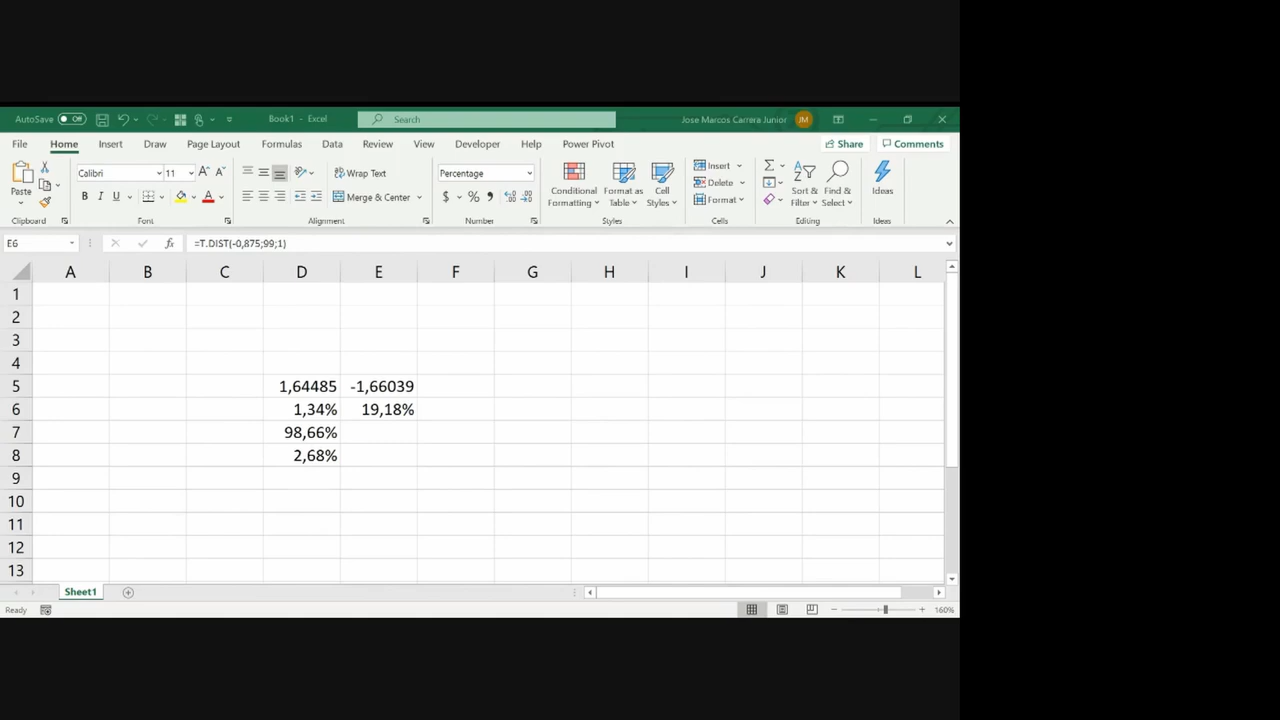 AutoSave Off Book1 - Excel Search Jose Marcos Carrera Junior JM
File Home Insert Draw Page Layout Formulas Data Review View Developer Help Power Pivot Share Comments
Paste
Clipboard
Calibri 11 A A
B I U A
Font
Wrap Text
Merge & Center
Alignment
Percentage
$ %
Number
Conditional Formatting
Format as Table
Cell Styles
Styles
Insert
Delete
Format
Cells
Sort & Filter
Find & Select
Editing
Ideas
Ideas
E6 fx =T.DIST(-0,875;99;1)
A B C D E F G H I J K L
1
2
3
4
5 1,64485 -1,66039
6 1,34% 19,18%
7 98,66%
8 2,68%
9
10
11
12
13
Sheet1
Ready 160%